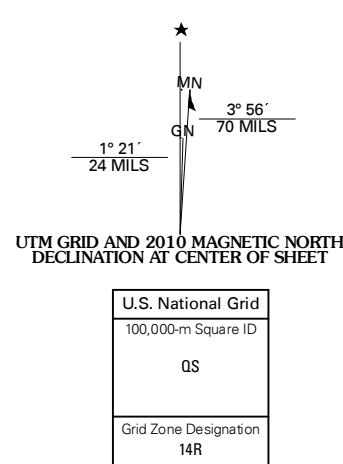 MN
3° 56´
70 MILS
GN
1° 21´
24 MILS
UTM GRID AND 2010 MAGNETIC NORTH
DECLINATION AT CENTER OF SHEET
U.S. National Grid
100,000-m Square ID
QS
Grid Zone Designation
14R